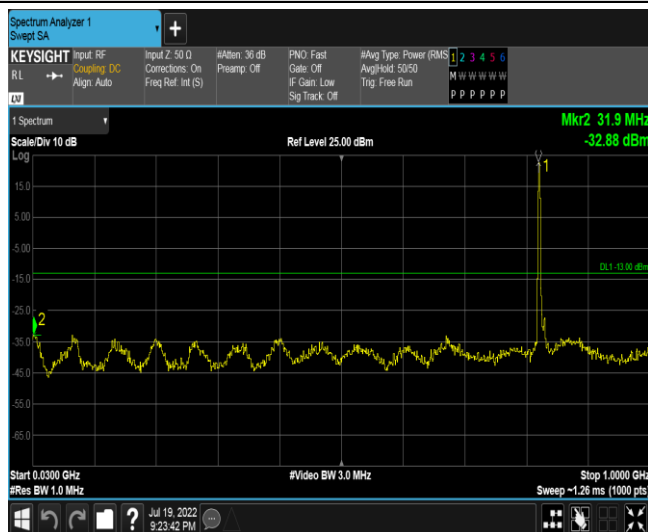 Spectrum Analyzer 1
Swept SA
+
KEYSIGHT
RL
LXI
Input: RF
Coupling: DC
Align: Auto
Input Z: 50 Ω
Corrections: On
Freq Ref: Int (S)
#Atten: 36 dB
Preamp: Off
PNO: Fast
Gate: Off
IF Gain: Low
Sig Track: Off
#Avg Type: Power (RMS
Avg|Hold: 50/50
Trig: Free Run
1 2 3 4 5 6
M W W W W W
P P P P P P
1 Spectrum
Mkr2 31.9 MHz
Scale/Div 10 dB
Ref Level 25.00 dBm
-32.88 dBm
Log
1
15.0
5.00
-5.00
DL1 -13.00 dBm
-15.0
-25.0
2
-35.0
-45.0
-55.0
-65.0
Start 0.0300 GHz
#Video BW 3.0 MHz
Stop 1.0000 GHz
#Res BW 1.0 MHz
Sweep ~1.26 ms (1000 pts)
?
Jul 19, 2022
9:23:42 PM